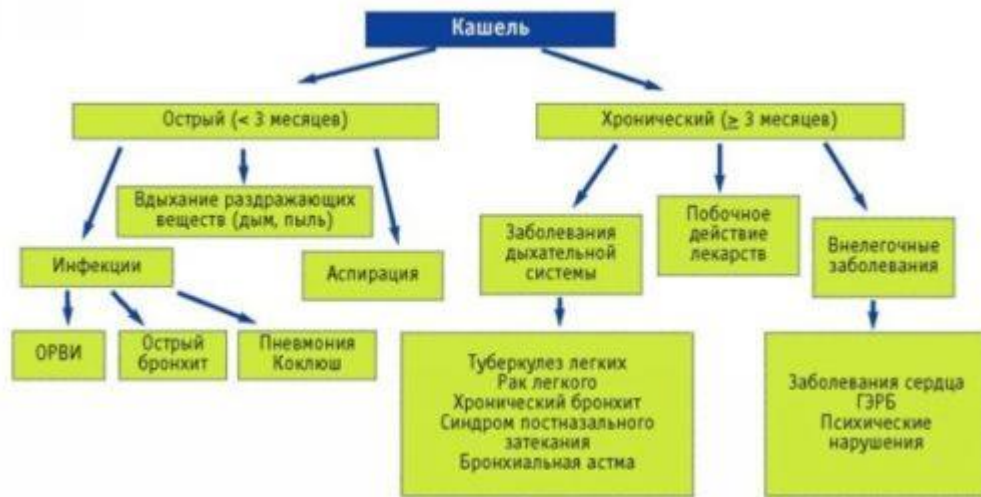 Кашель
Острый (< 3 месяцев)
Хронический (≥ 3 месяцев)
Вдыхание раздражающих
веществ (дым, пыль)
Инфекции
Аспирация
ОРВИ
Острый
бронхит
Пневмония
Коклюш
Заболевания
дыхательной
системы
Побочное
действие
лекарств
Внелегочные
заболевания
Туберкулез легких
Рак легкого
Хронический бронхит
Синдром постназального
затекания
Бронхиальная астма
Заболевания сердца
ГЭРБ
Психические
нарушения